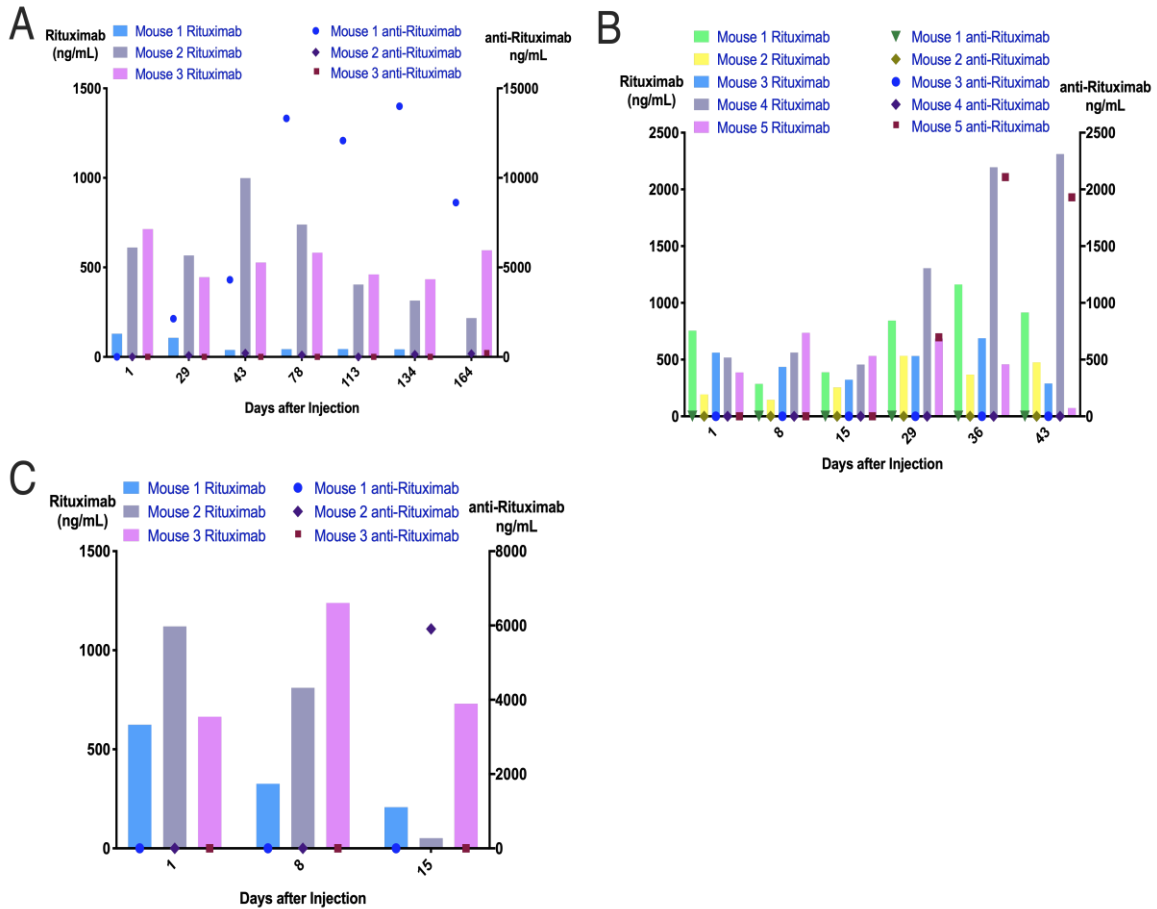 A
Rituximab
(ng/mL)
Mouse 1 Rituximab
Mouse 2 Rituximab
Mouse 3 Rituximab
Mouse 1 anti-Rituximab
Mouse 2 anti-Rituximab
Mouse 3 anti-Rituximab
anti-Rituximab
ng/mL
1500
1000
500
0
15000
10000
5000
0
1 29 43 78 113 134 164
Days after Injection
B
Rituximab
(ng/mL)
Mouse 1 Rituximab
Mouse 2 Rituximab
Mouse 3 Rituximab
Mouse 4 Rituximab
Mouse 5 Rituximab
Mouse 1 anti-Rituximab
Mouse 2 anti-Rituximab
Mouse 3 anti-Rituximab
Mouse 4 anti-Rituximab
Mouse 5 anti-Rituximab
anti-Rituximab
ng/mL
2500
2000
1500
1000
500
0
2500
2000
1500
1000
500
0
1 8 15 29 36 43
Days after Injection
C
Rituximab
(ng/mL)
Mouse 1 Rituximab
Mouse 2 Rituximab
Mouse 3 Rituximab
Mouse 1 anti-Rituximab
Mouse 2 anti-Rituximab
Mouse 3 anti-Rituximab
anti-Rituximab
ng/mL
1500
1000
500
0
8000
6000
4000
2000
0
1 8 15
Days after Injection